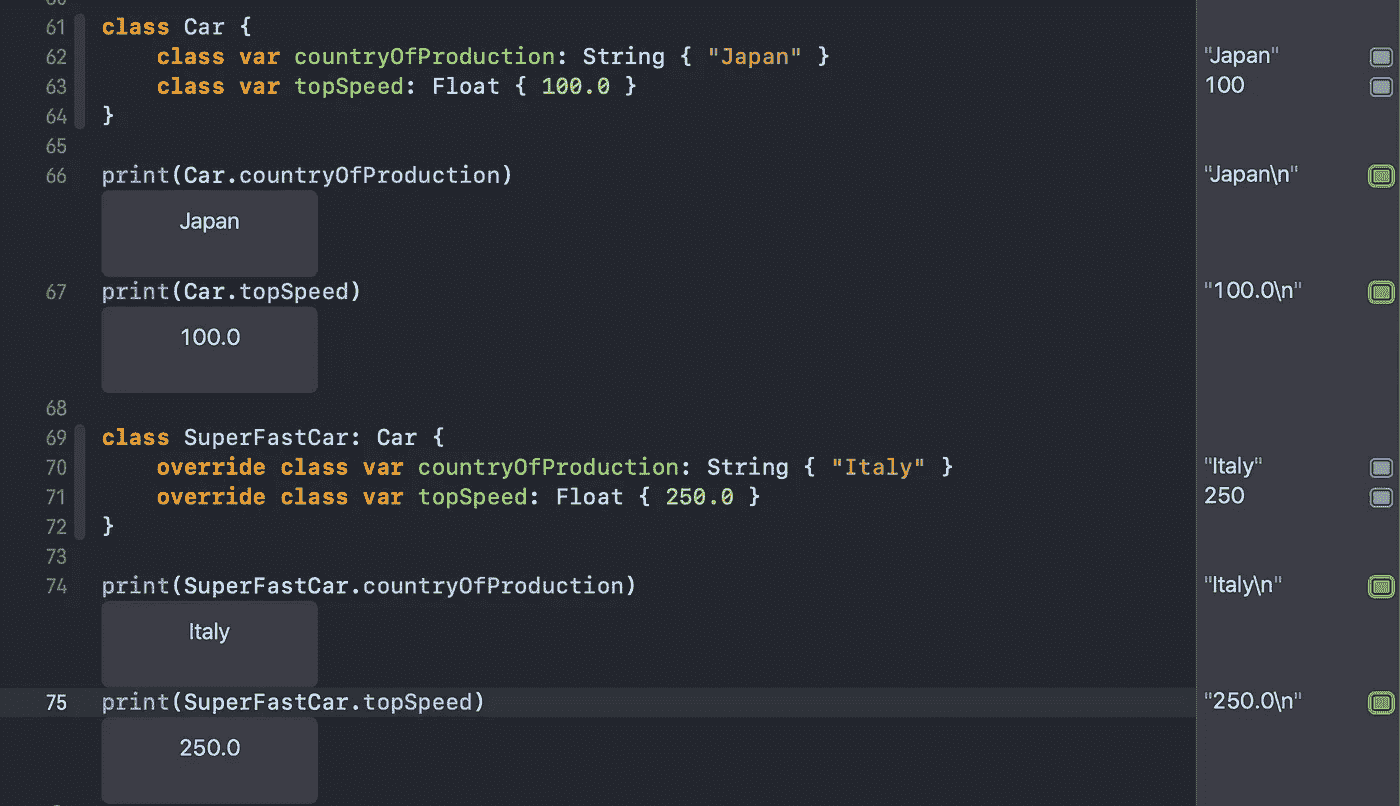 61 class Car { 
62     class var countryOfProduction: String { "Japan" } "Japan"
63     class var topSpeed: Float { 100.0 } 100
64 }
65
66 print(Car.countryOfProduction) "Japan\n"
Japan
67 print(Car.topSpeed) "100.0\n"
100.0
68
69 class SuperFastCar: Car {
70     override class var countryOfProduction: String { "Italy" } "Italy"
71     override class var topSpeed: Float { 250.0 } 250
72 }
73
74 print(SuperFastCar.countryOfProduction) "Italy\n"
Italy
75 print(SuperFastCar.topSpeed) "250.0\n"
250.0